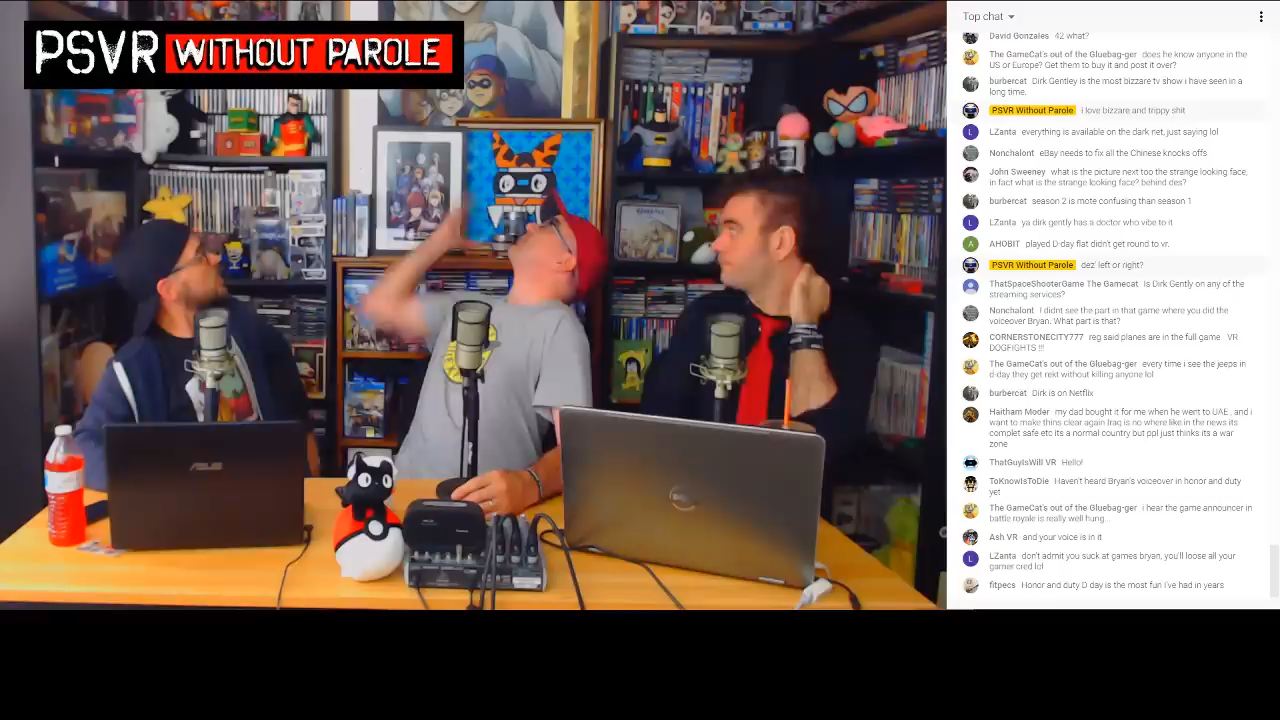 PSVR WITHOUT PAROLE
ASUS
DELL
Top chat
David Gonzales 42 what?
The GameCat's out of the Gluebag-ger does he know anyone in the
US or Europe? Get them to buy it and post it over?
burbercat Dirk Gentley is the most bizzare tv show i have seen in a
long time.
PSVR Without Parole i love bizzare and trippy shit
LZanta everything is available on the dark net, just saying lol
Nonchalont eBay needs to fix all the Chinese knocks offs
John Sweeney what is the picture next too the strange looking face,
in fact what is the strange looking face? behind des?
burbercat season 2 is mote confusing than season 1
LZanta ya dirk gently has a doctor who vibe to it
AHOBIT played D-day flat didn't get round to vr.
PSVR Without Parole dez' left or right?
ThatSpaceShooterGame The Gamecat Is Dirk Gently on any of the
streaming services?
Nonchalont I didnt see the part in that game where you did the
voiceover Bryan. What part is that?
CORNERSTONECITY777 reg said planes are in the full game VR
DOGFIGHTS !!!
The GameCat's out of the Gluebag-ger every time i see the jeeps in
d-day they get rekt without killing anyone lol
burbercat Dirk is on Netflix
Haitham Moder my dad bought it for me when he went to UAE , and i
want to make thins clear again Iraq is no where like in the news its
complet safe etc its a normal country but ppl just thinks its a war
zone
ThatGuyIsWill VR Hello!
ToKnowIsToDie Haven't heard Bryan's voiceover in honor and duty
yet
The GameCat's out of the Gluebag-ger i hear the game announcer in
battle royale is really well hung...
Ash VR and your voice is in it
LZanta don't admit you suck at games bryan, you'll loose all your
gamer cred lol
fitpecs Honor and duty D day is the most fun I've had in years